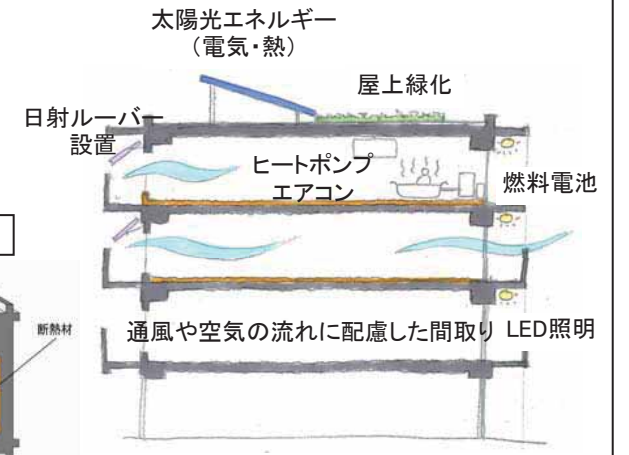 太陽光エネルギー
（電気・熱）
屋上緑化
日射ルーバー
設置
ヒートポンプ
エアコン
燃料電池
断熱材
通風や空気の流れに配慮した間取り
LED照明